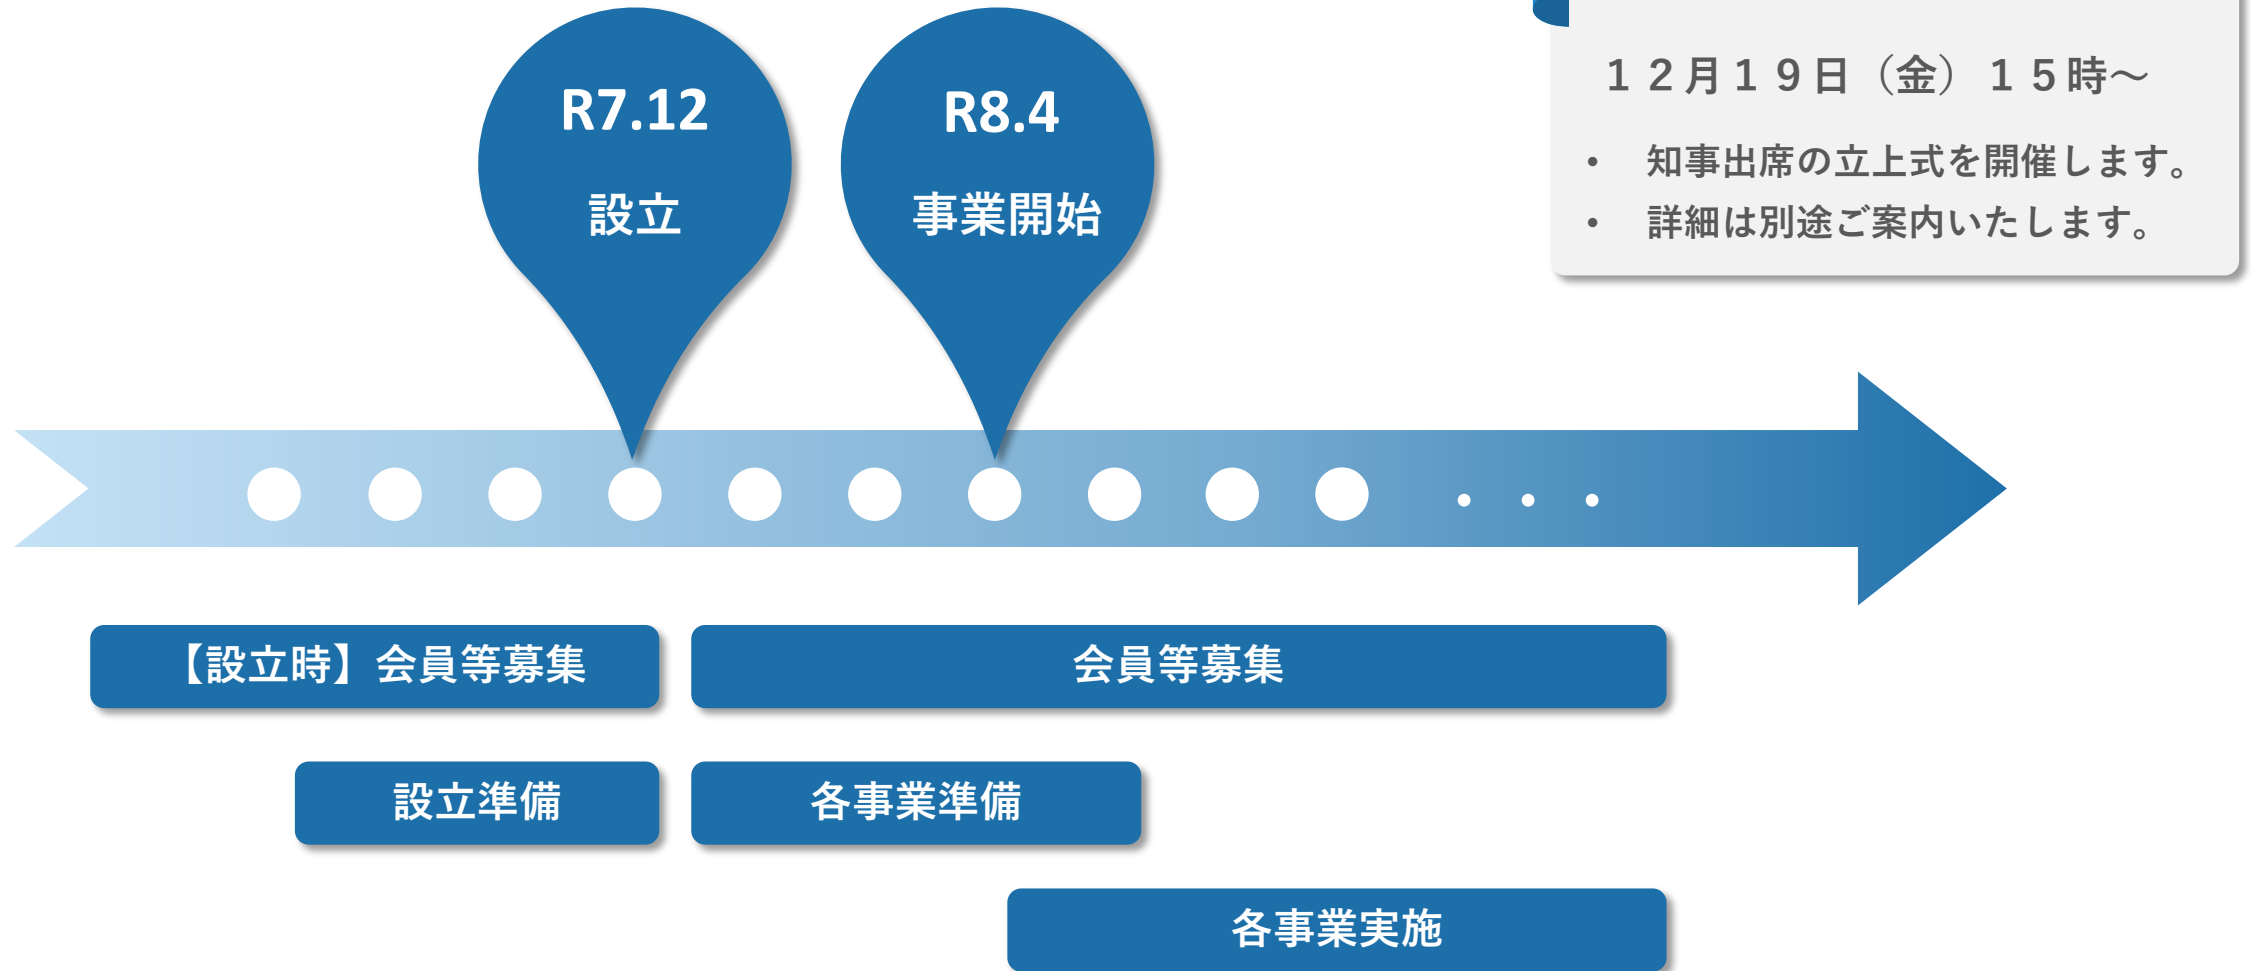 R7.12
設立
R8.4
事業開始
１２月１９日（金）１５時～
• 知事出席の立上式を開催します。
• 詳細は別途ご案内いたします。
・・・
【設立時】会員等募集
会員等募集
設立準備
各事業準備
各事業実施